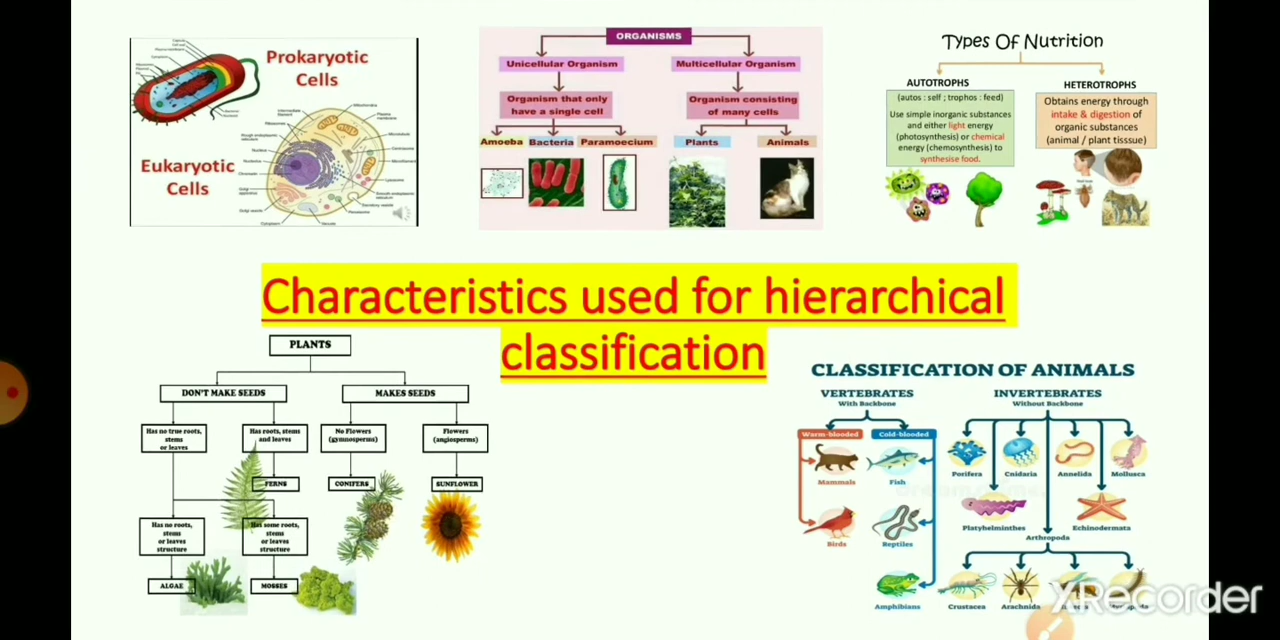 Prokaryotic
Cells
Eukaryotic
Cells
ORGANISMS
Unicellular Organism
Multicellular Organism
Organism that only
have a single cell
Organism consisting
of many cells
Amoeba
Bacteria
Paramoecium
Plants
Animals
Types Of Nutrition
AUTOTROPHS
(autos : self ; trophos : feed)
Use simple inorganic substances
and either light energy
(photosynthesis) or chemical
energy (chemosynthesis) to
synthesise food.
HETEROTROPHS
Obtains energy through
intake & digestion of
organic substances
(animal / plant tisssue)
Characteristics used for hierarchical
classification
PLANTS
DON'T MAKE SEEDS
MAKES SEEDS
Has no true roots,
stems
or leaves
Has roots, stems
and leaves
No Flowers
(gymnosperms)
Flowers
(angiosperms)
FERNS
CONIFERS
SUNFLOWER
Has no roots,
stems
or leaves
structure
Has some roots,
stems
or leaves
structure
ALGAE
MOSSES
CLASSIFICATION OF ANIMALS
VERTEBRATES
With Backbone
INVERTEBRATES
Without Backbone
Warm-blooded
Cold-blooded
Mammals
Fish
Birds
Reptiles
Amphibians
Porifera
Cnidaria
Annelida
Mollusca
Platyhelminthes
Echinodermata
Arthropoda
Crustacea
Arachnida
XRecorder